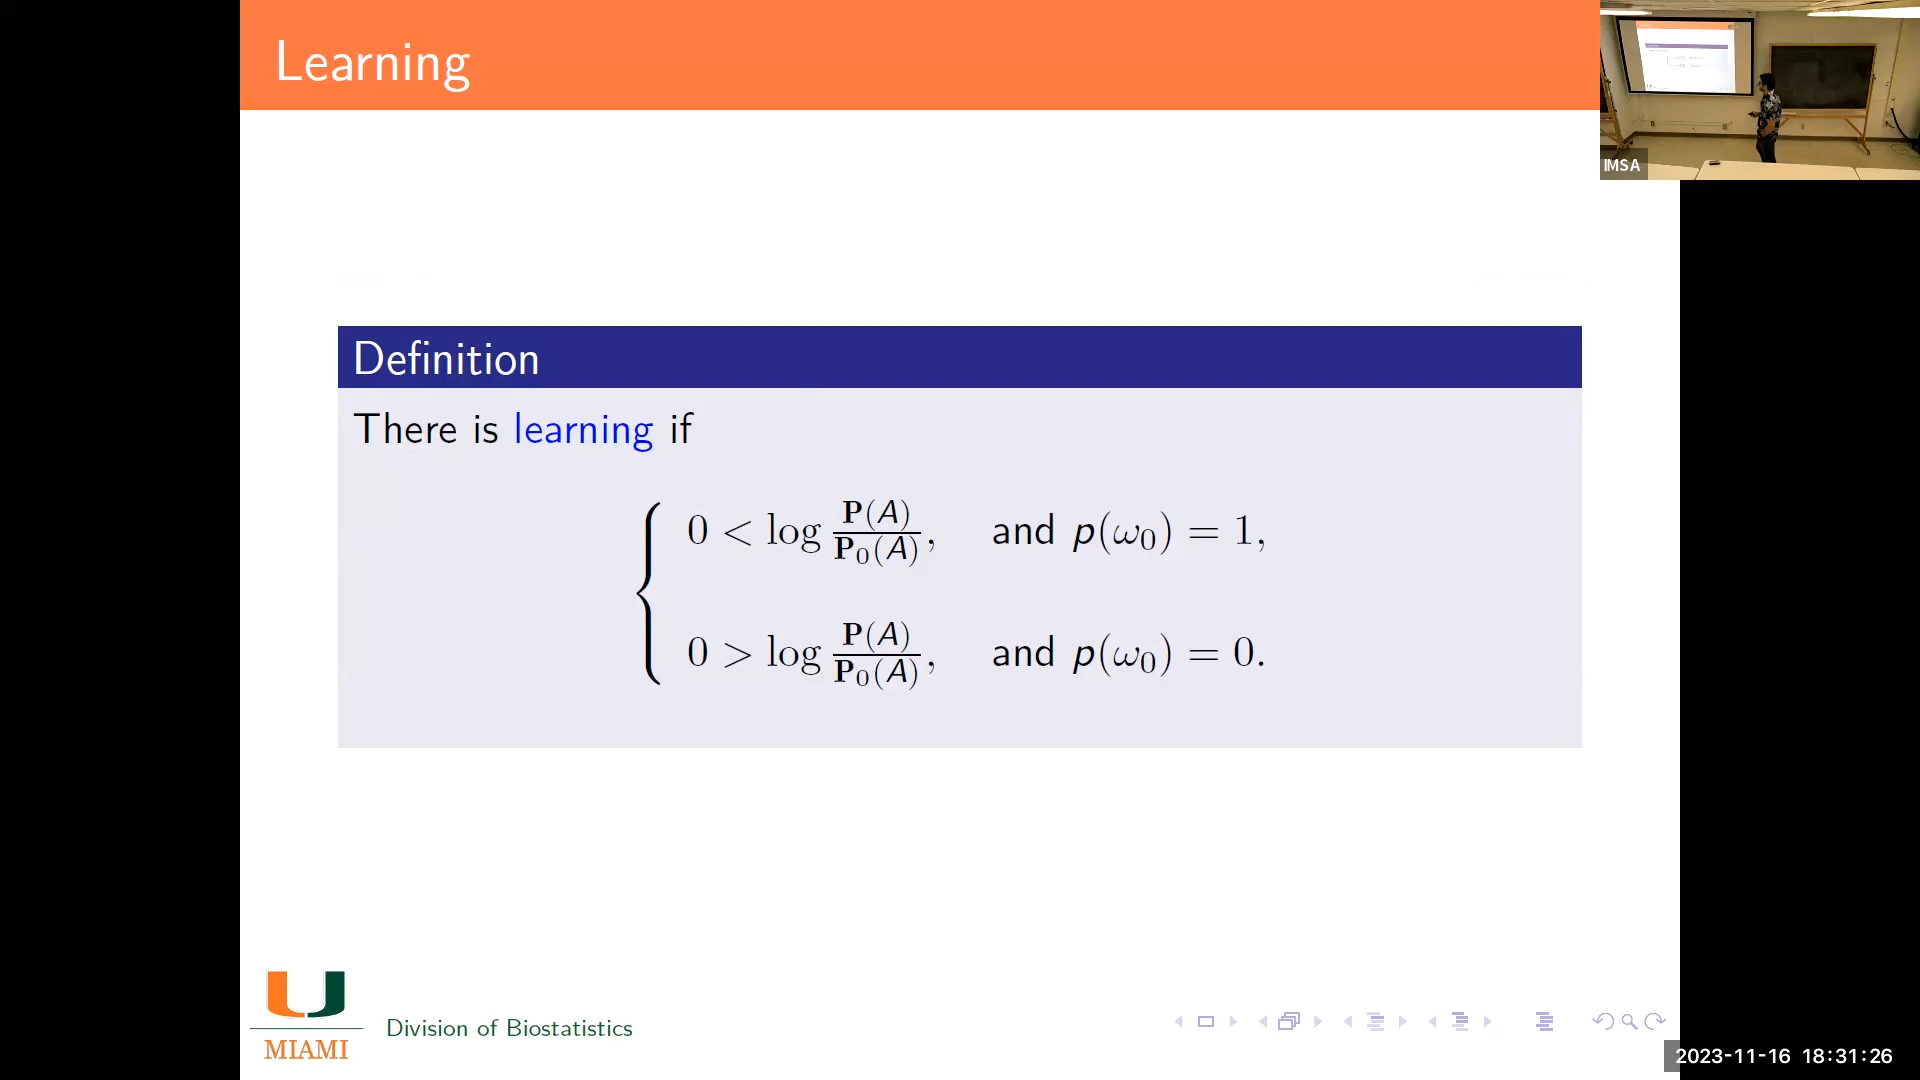 Learning
IMSA
Definition
There is learning if
0 < log P(A)/P₀(A), and p(ω₀) = 1,
0 > log P(A)/P₀(A), and p(ω₀) = 0.
MIAMI
Division of Biostatistics
2023-11-16 18:31:26